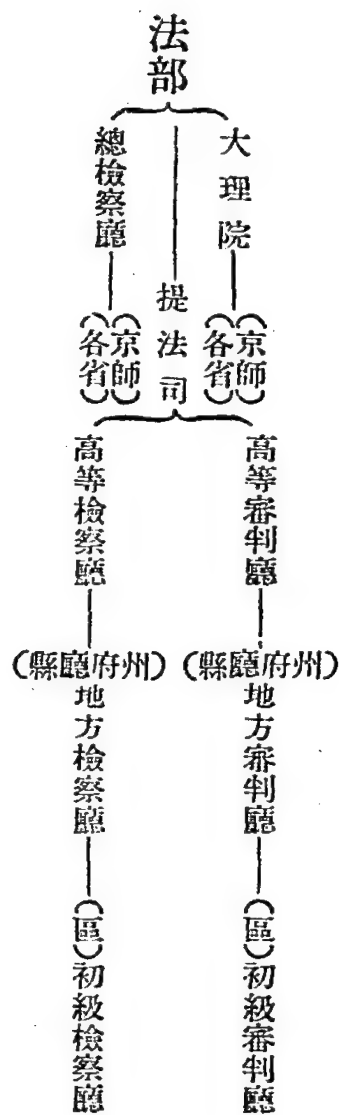 法部
大理院
(京師)
(各省)
提法司
總檢察廳
(京師)
(各省)
高等審判廳
(州府廳縣)
地方審判廳
(區)初級審判廳
高等檢察廳
(州府廳縣)
地方檢察廳
(區)初級檢察廳